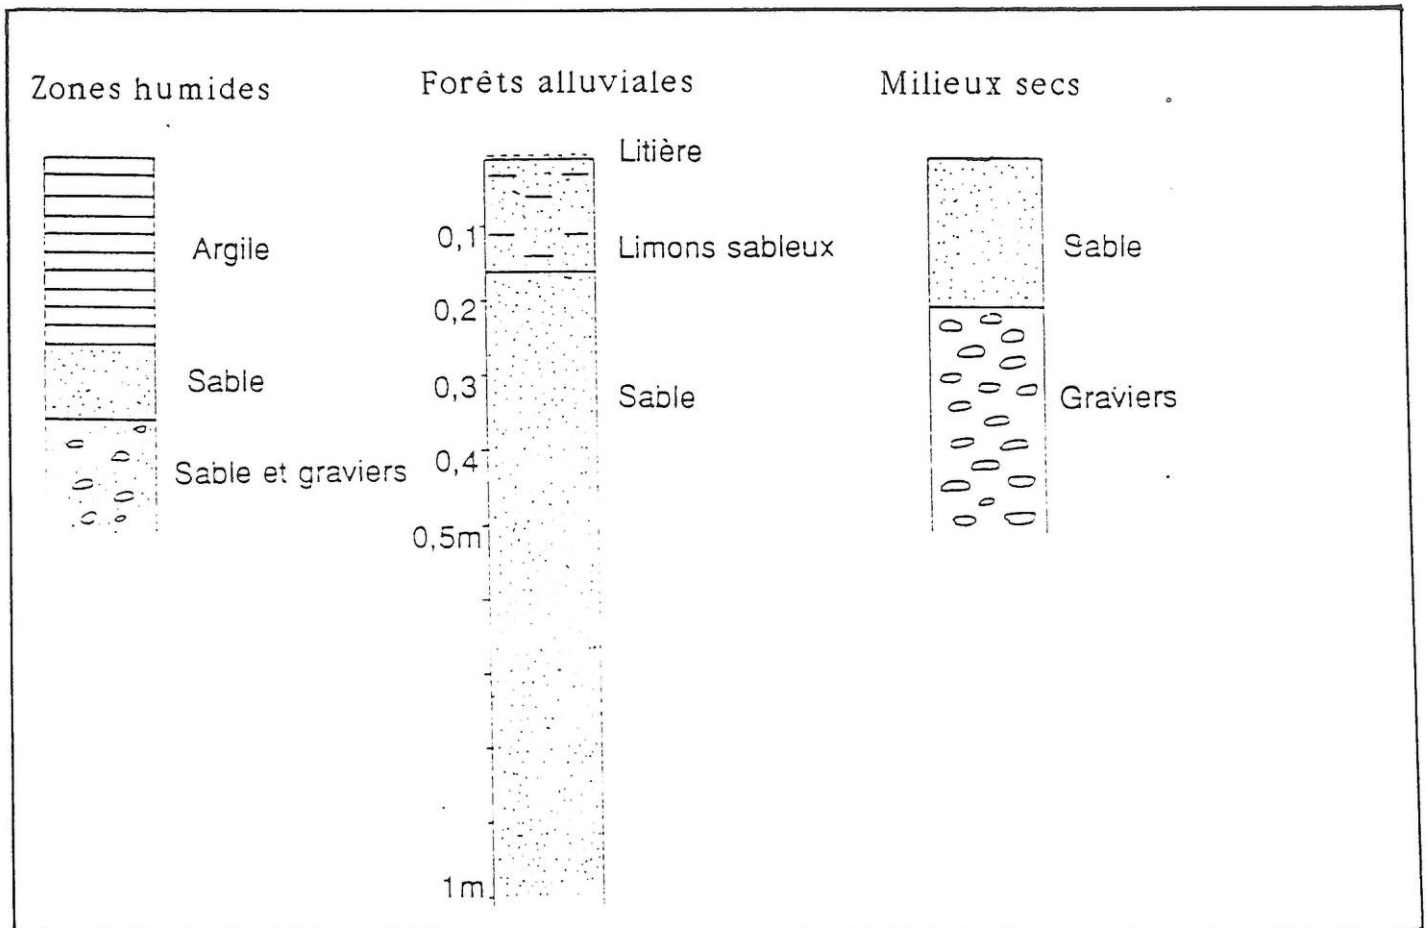 Zones humides
Argile
Sable
Sable et graviers
Forêts alluviales
Litière
0,1
Limons sableux
0,2
0,3
Sable
0,4
0,5m
1m
Milieux secs
Sable
Graviers